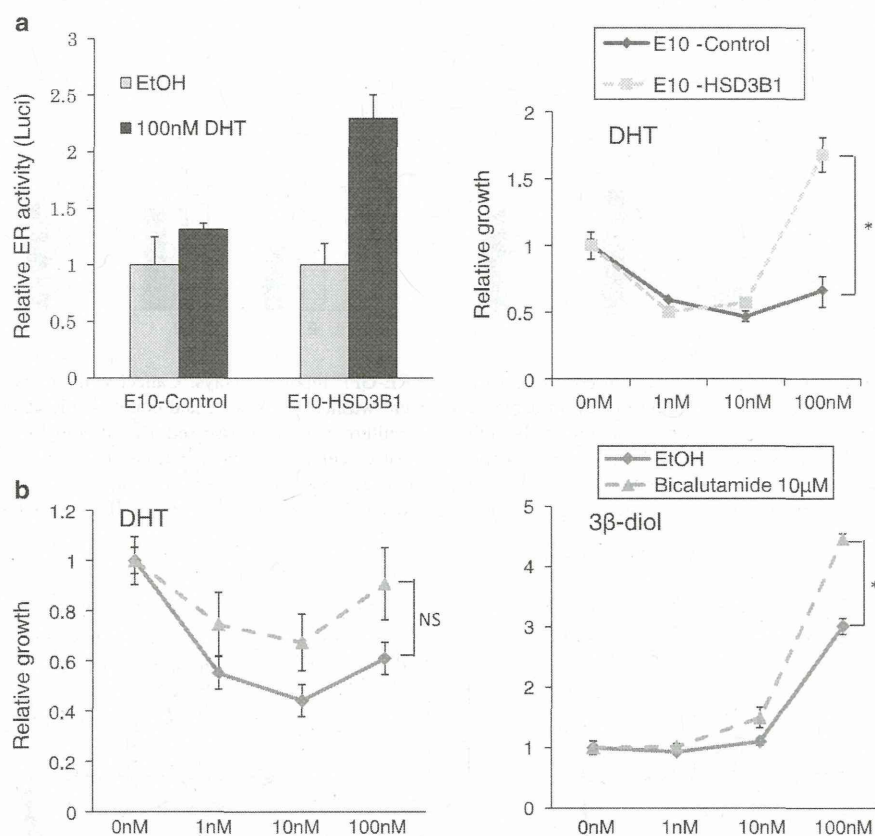 a
Relative ER activity (Luci)
3
2.5
2
1.5
1
0.5
0
EtOH
100nM DHT
E10-Control
E10-HSD3B1
E10 -Control
E10 -HSD3B1
DHT
Relative growth
2
1.5
1
0.5
0
*
0nM
1nM
10nM
100nM
b
DHT
Relative growth
1.2
1
0.8
0.6
0.4
0.2
0
NS
0nM
1nM
10nM
100nM
EtOH
Bicalutamide 10μM
3β-diol
5
4
3
2
1
0
*
0nM
1nM
10nM
100nM